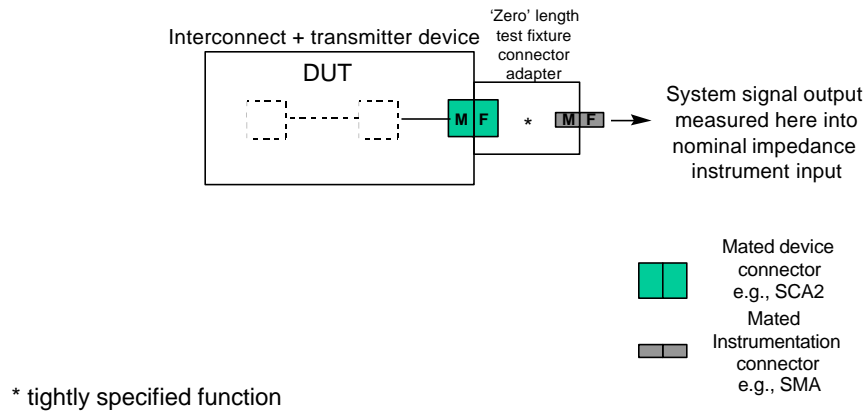 'Zero' length
test fixture
connector
adapter
Interconnect + transmitter device
DUT
M F
*
M F
System signal output
measured here into
nominal impedance
instrument input
Mated device
connector
e.g., SCA2
Mated
Instrumentation
connector
e.g., SMA
* tightly specified function